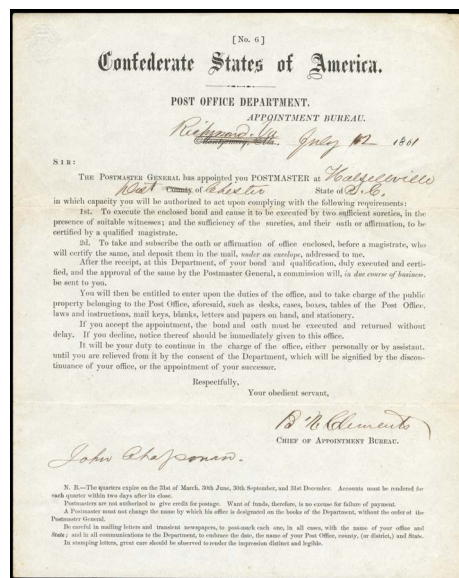 [No. 6]
Confederate States of America.
POST OFFICE DEPARTMENT.
APPOINTMENT BUREAU.
Richmond, Va
Montgomery, Ala. July 12 1861
SIR:
THE POSTMASTER GENERAL has appointed you POSTMASTER at Halsellville
Dist County of Chester State of S. C.
in which capacity you will be authorized to act upon complying with the following requirements:
1st. To execute the enclosed bond and cause it to be executed by two sufficient sureties, in the
presence of suitable witnesses; and the sufficiency of the sureties, and their oath or affirmation, to be
certified by a qualified magistrate.
2d. To take and subscribe the oath or affirmation of office enclosed, before a magistrate, who
will certify the same, and deposit them in the mail, under an envelope, addressed to me.
After the receipt, at this Department, of your bond and qualification, duly executed and certi-
fied, and the approval of the same by the Postmaster General, a commission will, in due course of business,
be sent to you.
You will then be entitled to enter upon the duties of the office, and to take charge of the public
property belonging to the Post Office, aforesaid, such as desks, cases, boxes, tables of the Post Office,
laws and instructions, mail keys, blanks, letters and papers on hand, and stationery.
If you accept the appointment, the bond and oath must be executed and returned without
delay. If you decline, notice thereof should be immediately given to this office.
It will be your duty to continue in the charge of the office, either personally or by assistant,
until you are relieved from it by the consent of the Department, which will be signified by the discon-
tinuance of your office, or the appointment of your successor.
Respectfully,
Your obedient servant,
B. N. Clements
CHIEF OF APPOINTMENT BUREAU.
John Chapman.
N. B.—The quarters expire on the 31st of March, 30th June, 30th September, and 31st December. Accounts must be rendered for
each quarter within two days after its close.
Postmasters are not authorized to give credit for postage. Want of funds, therefore, is no excuse for failure of payment.
A Postmaster must not change the name by which his office is designated on the books of the Department, without the order of the
Postmaster General.
Be careful in mailing letters and transient newspapers, to post-mark each one, in all cases, with the name of your office and
State; and in all communications to the Department, to embrace the date, the name of your Post Office, county, (or district,) and State.
In stamping letters, great care should be observed to render the impression distinct and legible.